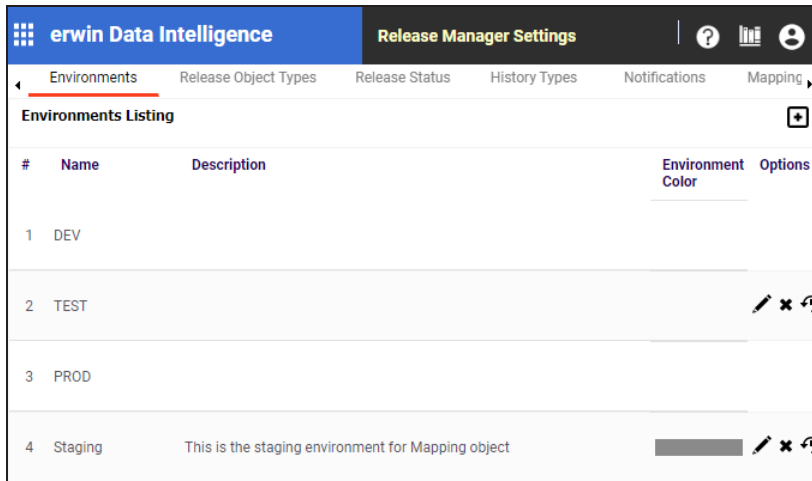 erwin Data Intelligence Release Manager Settings
Environments Release Object Types Release Status History Types Notifications Mapping
Environments Listing
# Name Description Environment Color Options
1 DEV
2 TEST
3 PROD
4 Staging This is the staging environment for Mapping object